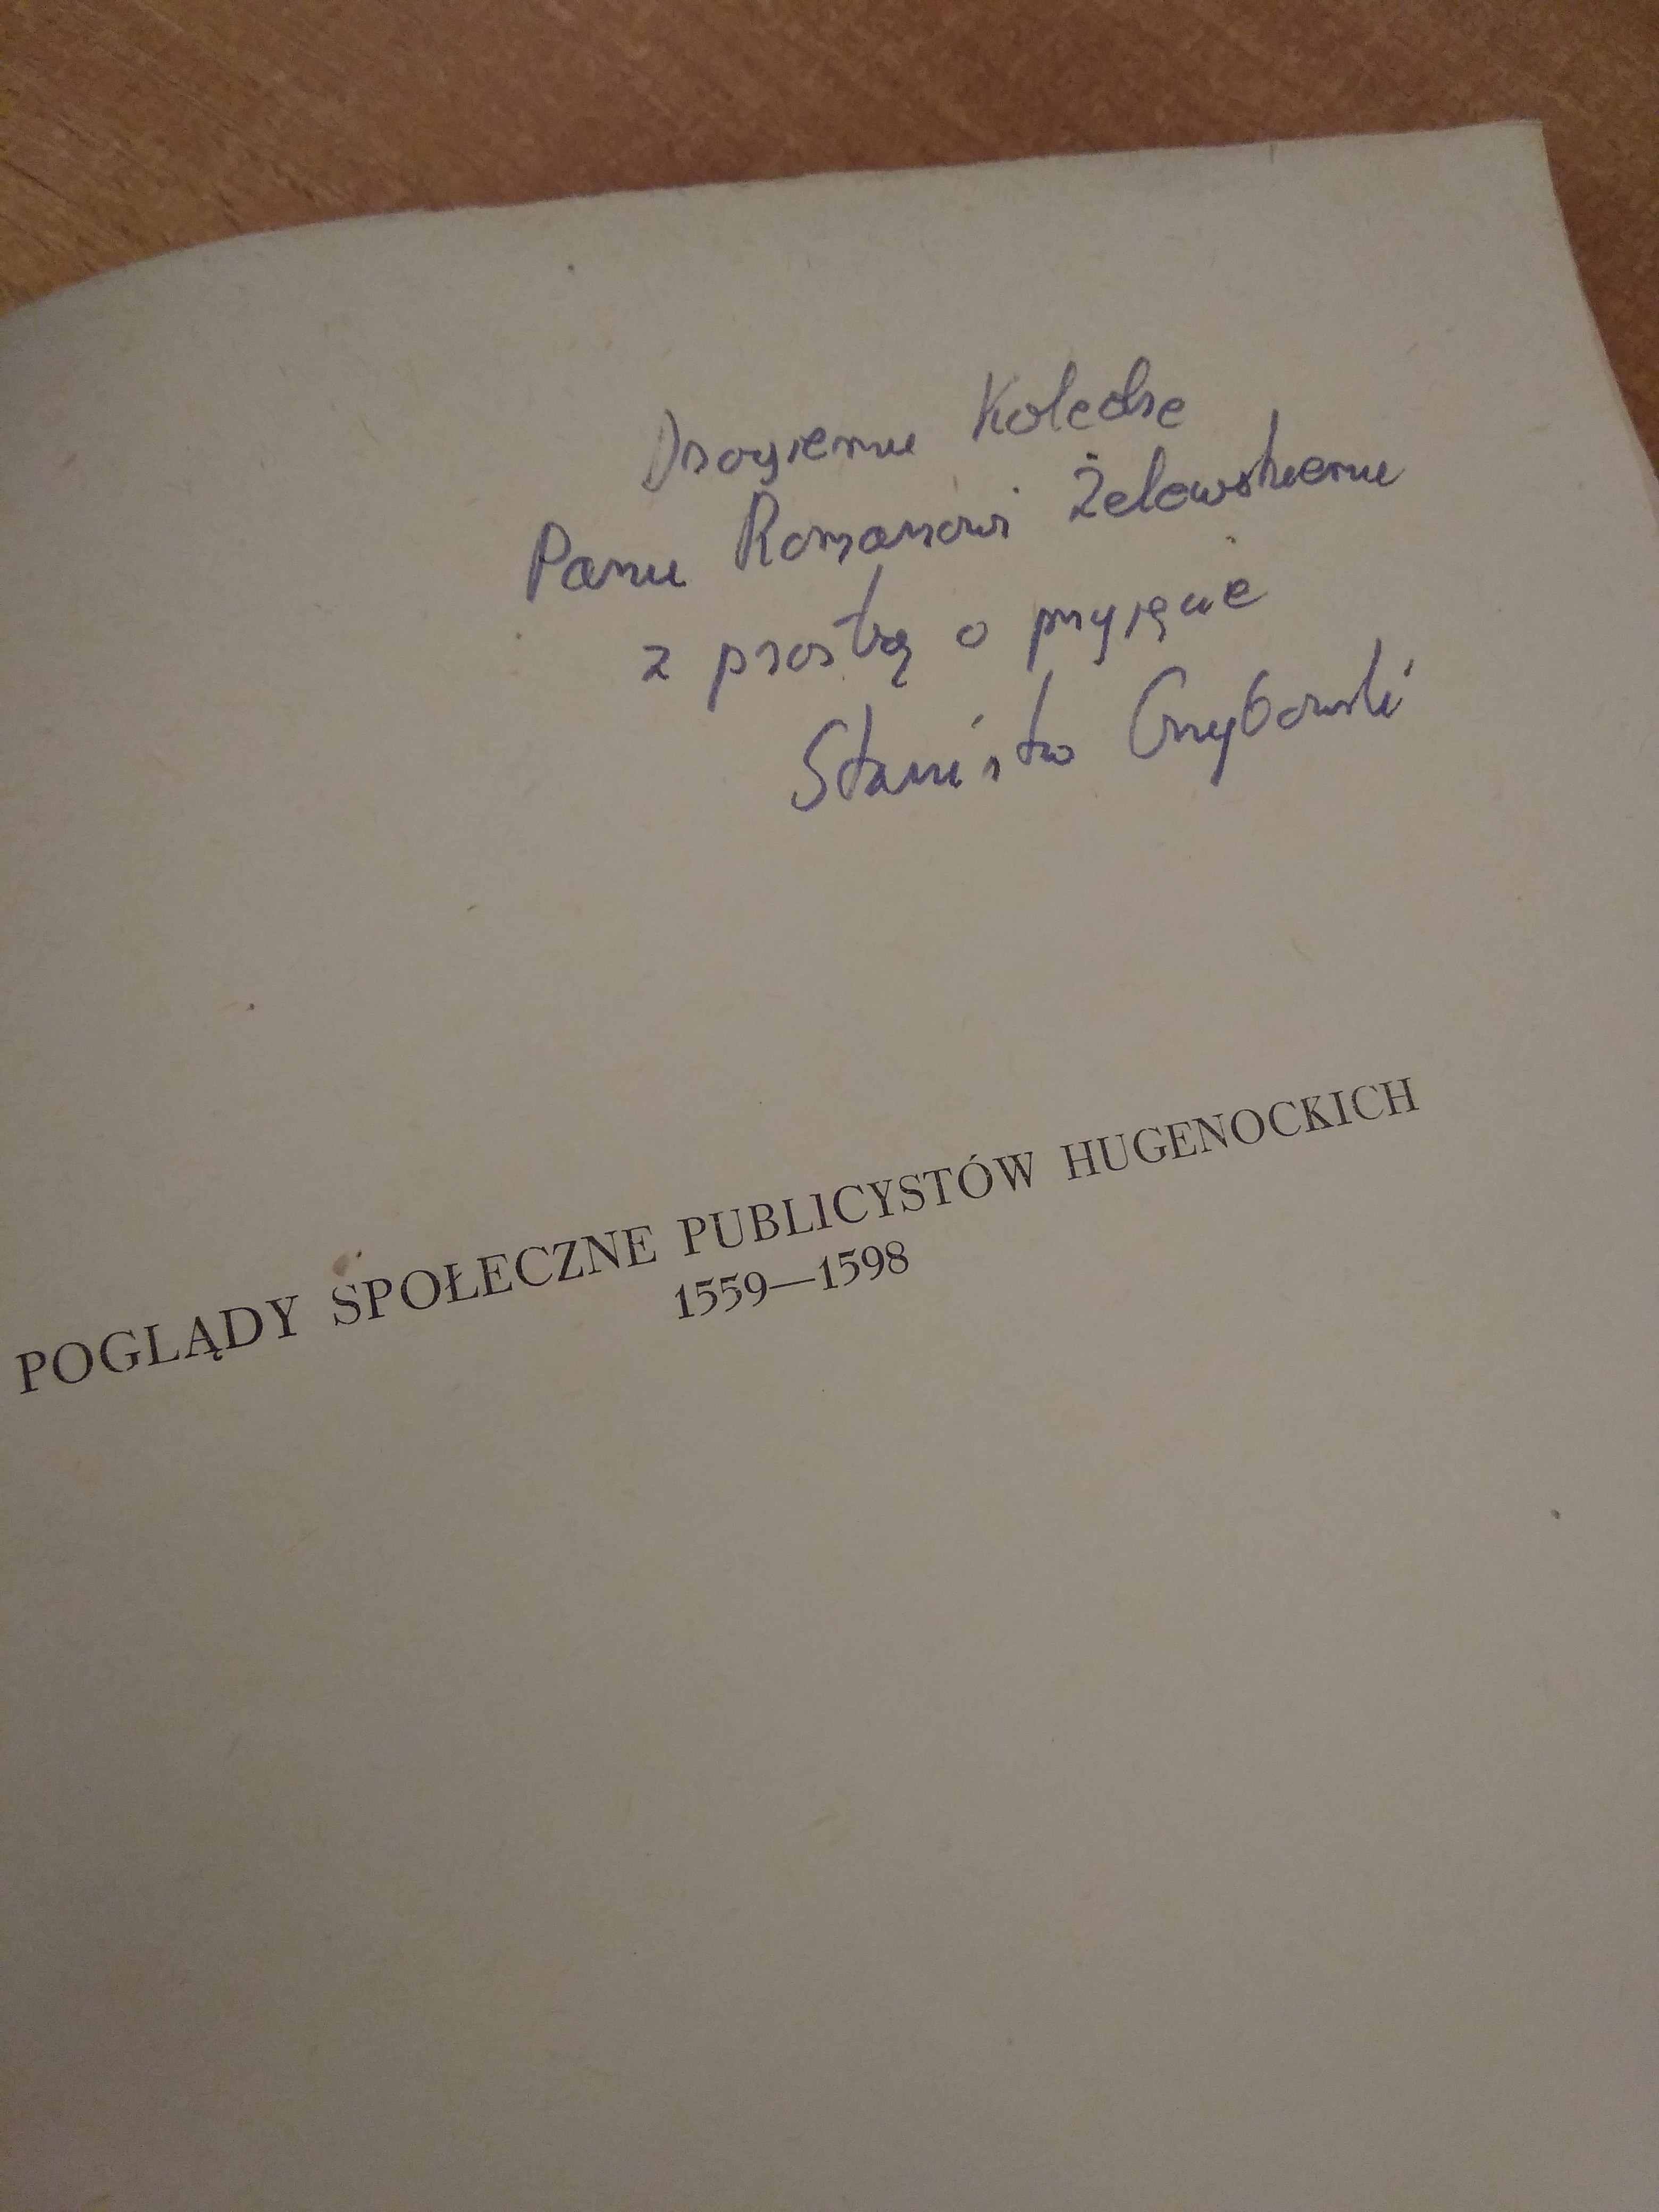 Drogiemu Koledze
Panu Romanowi Żelewskiemu
z prośbą o przyjęcie
Stanisław Grzybowski
POGLĄDY SPOŁECZNE PUBLICYSTÓW HUGENOCKICH
1559—1598